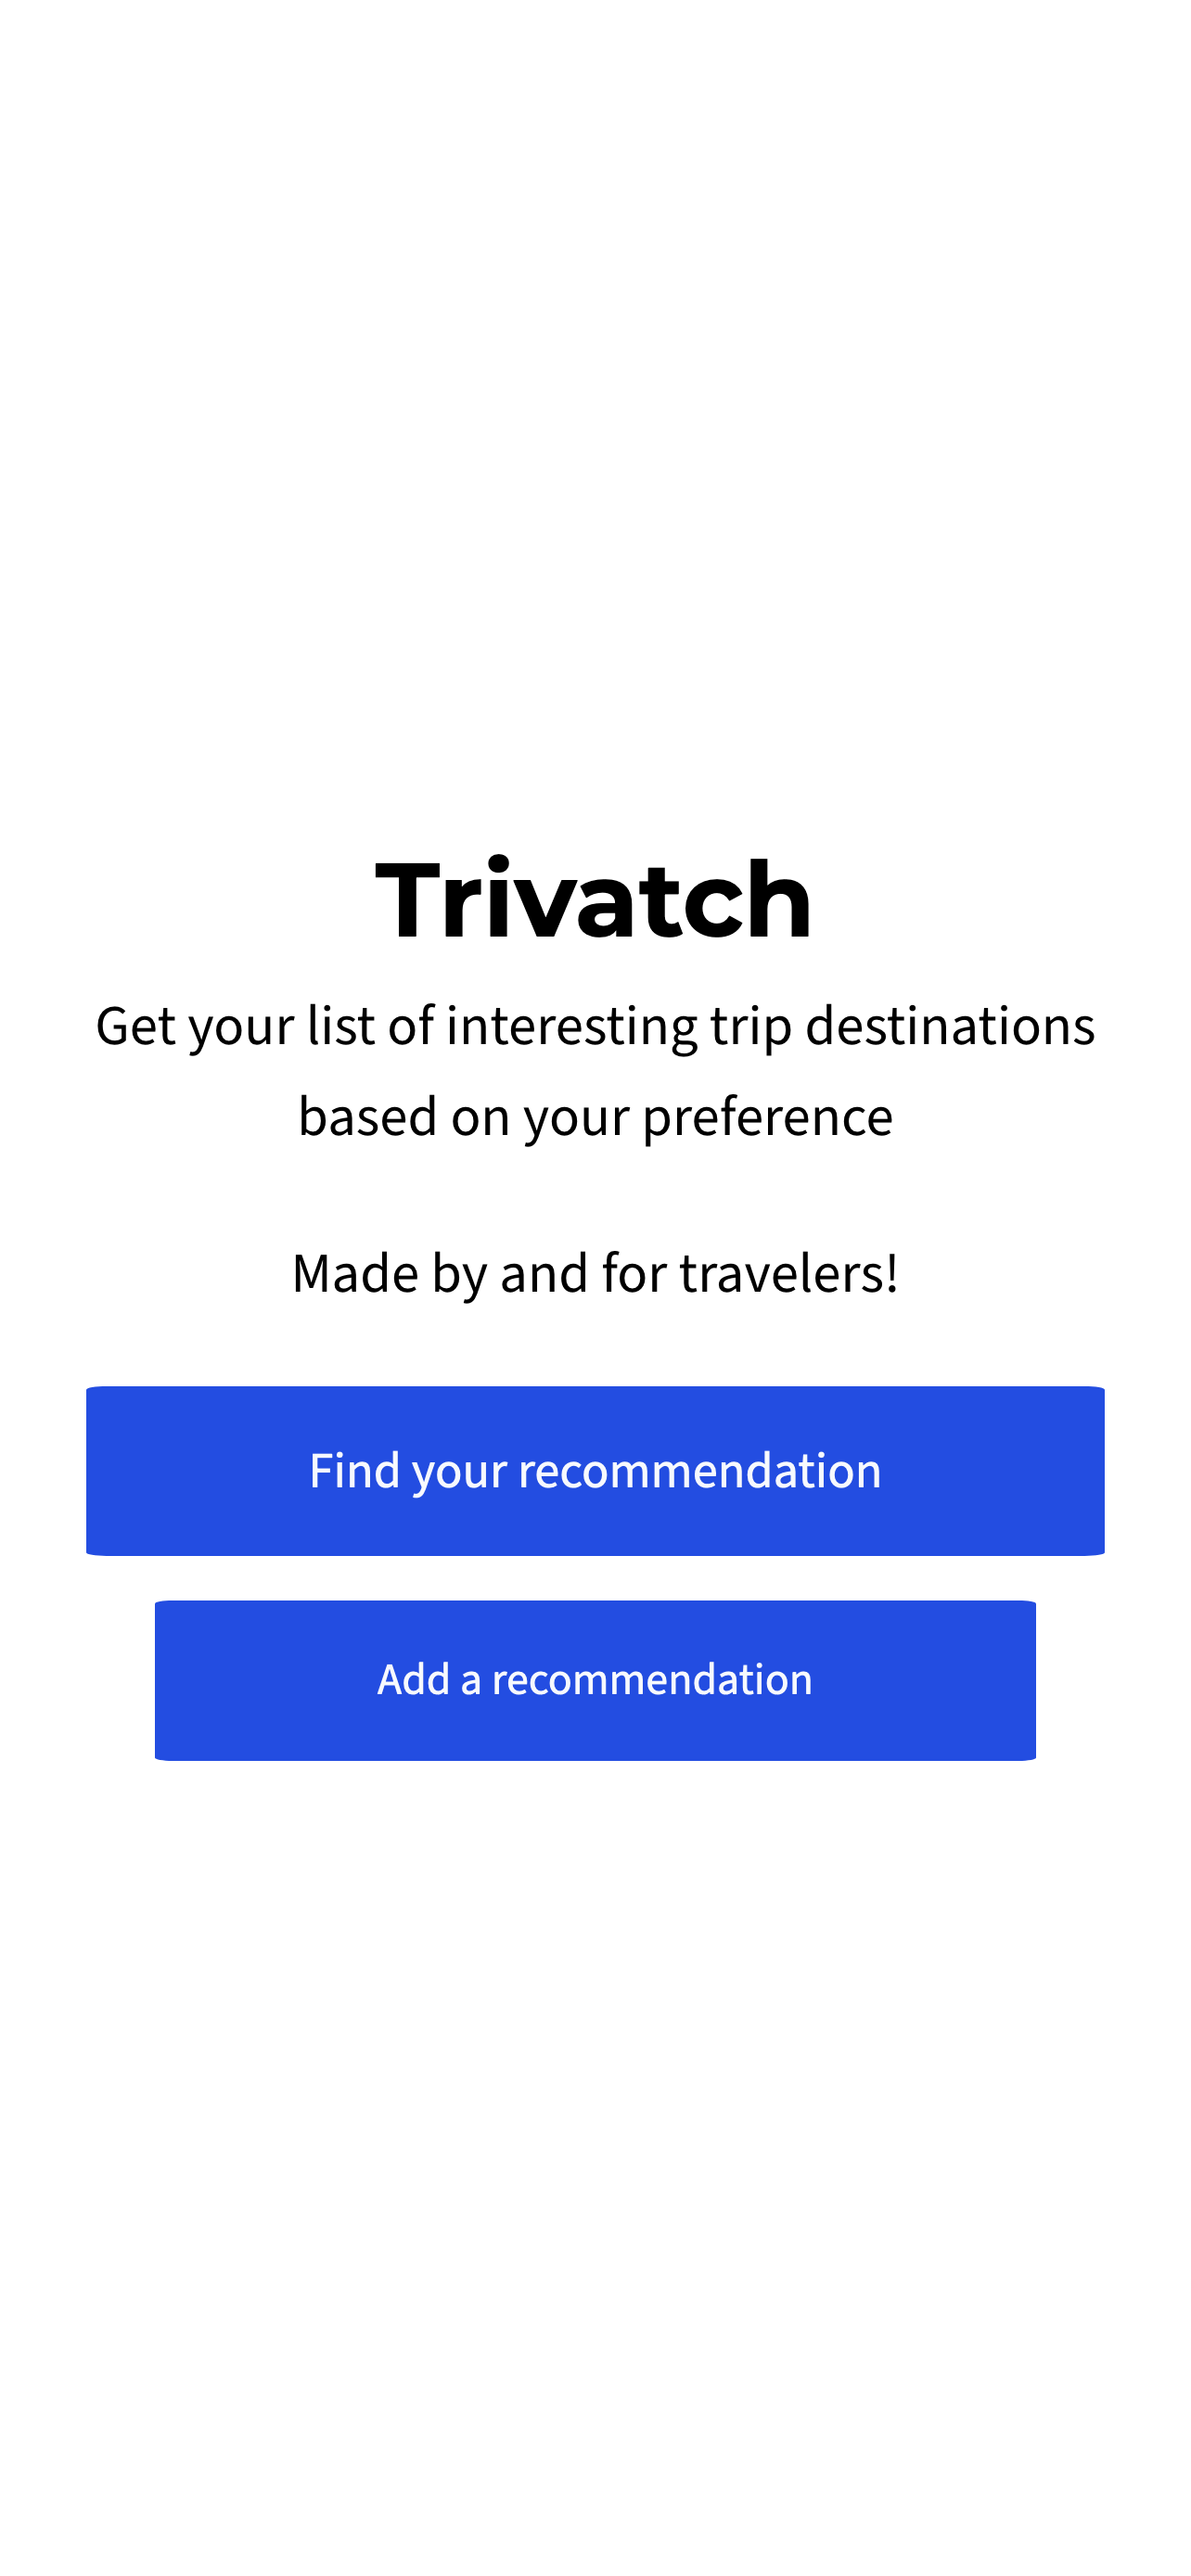 Trivatch
Get your list of interesting trip destinations
based on your preference
Made by and for travelers!
Find your recommendation
Add a recommendation